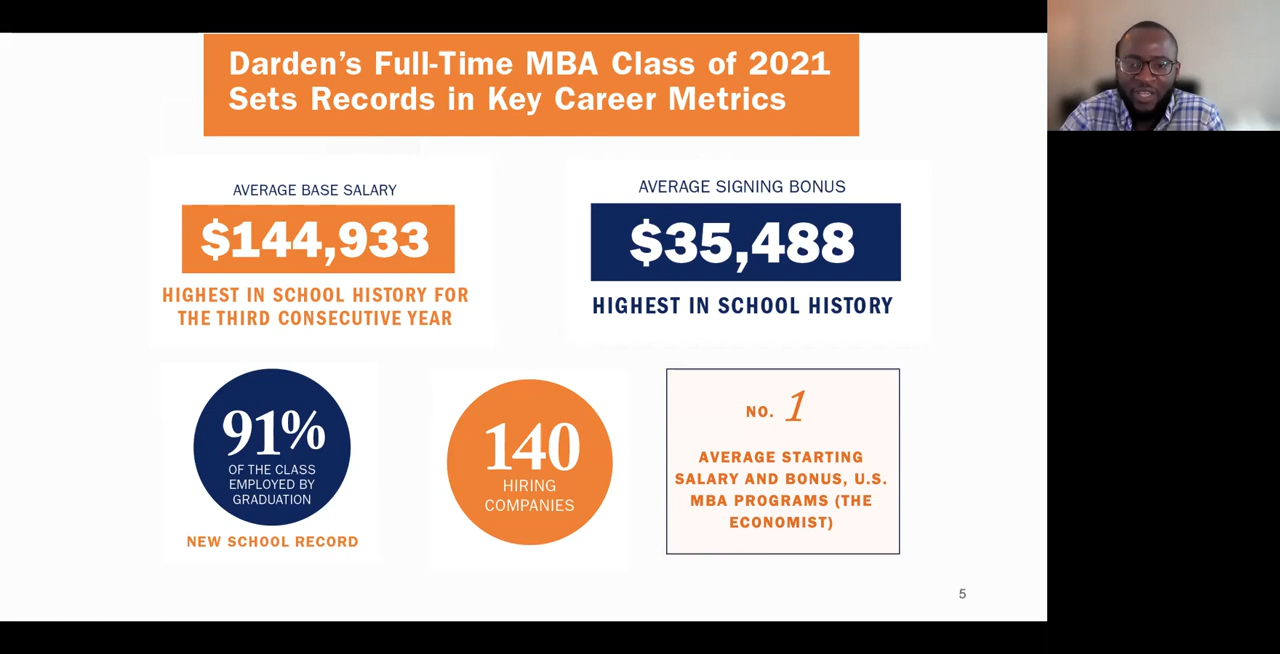 Darden's Full-Time MBA Class of 2021
Sets Records in Key Career Metrics
AVERAGE BASE SALARY
$144,933
HIGHEST IN SCHOOL HISTORY FOR
THE THIRD CONSECUTIVE YEAR
AVERAGE SIGNING BONUS
$35,488
HIGHEST IN SCHOOL HISTORY
91%
OF THE CLASS
EMPLOYED BY
GRADUATION
NEW SCHOOL RECORD
140
HIRING
COMPANIES
NO. 1
AVERAGE STARTING
SALARY AND BONUS, U.S.
MBA PROGRAMS (THE
ECONOMIST)
5